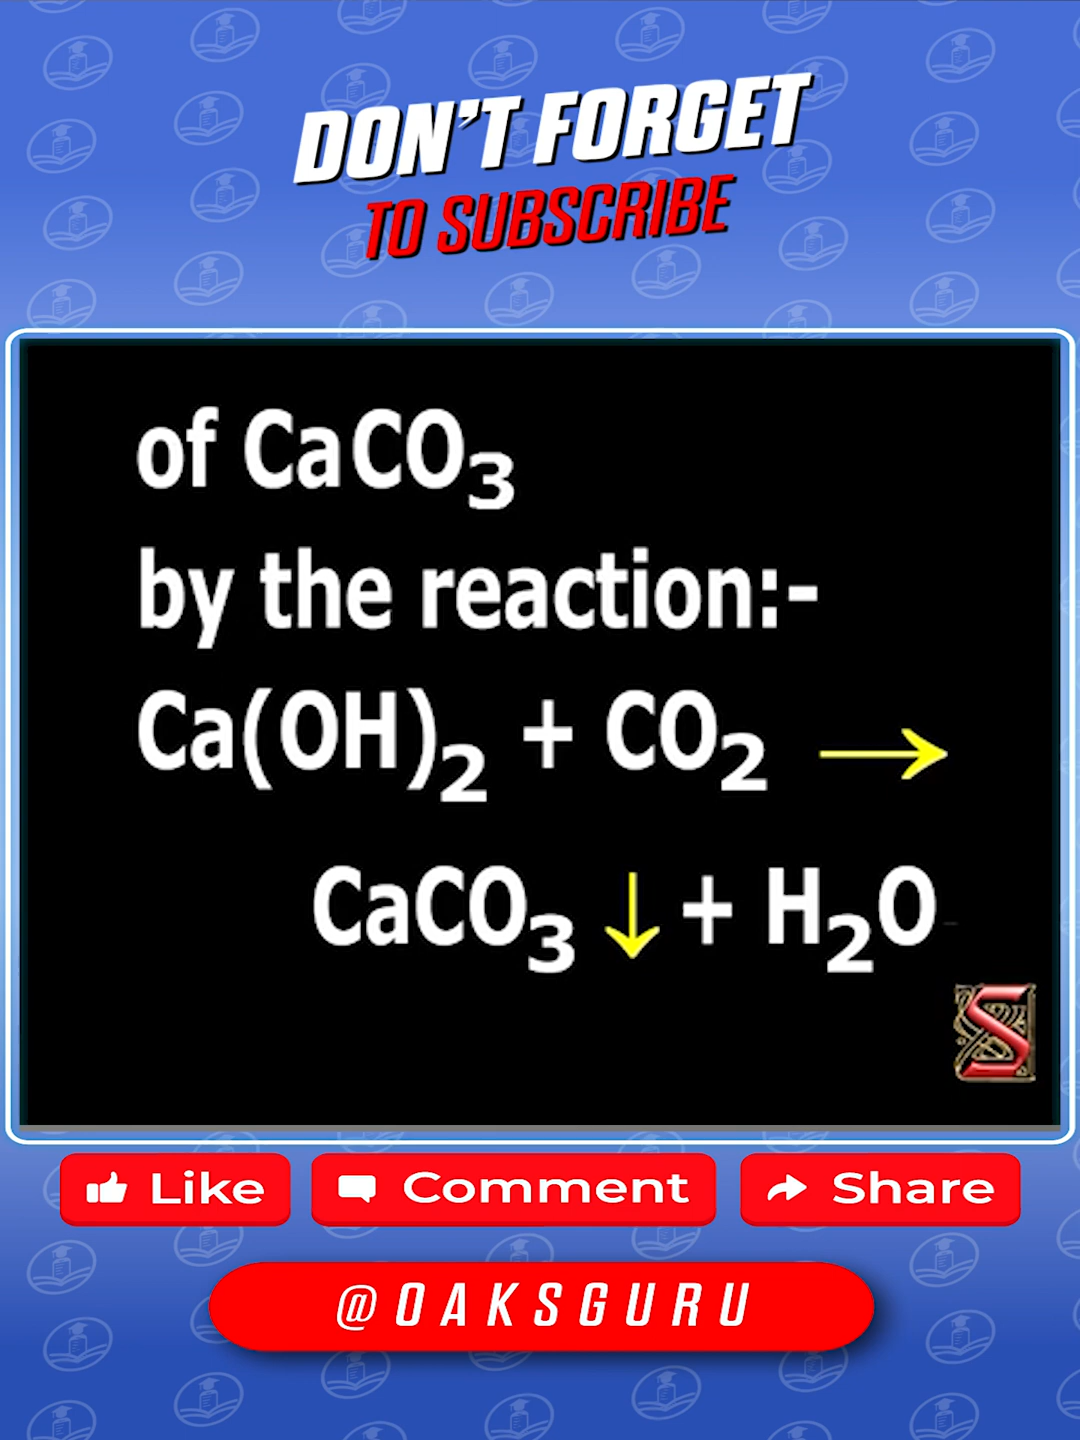 DON'T FORGET
TO SUBSCRIBE
of CaCO₃
by the reaction:-
Ca(OH)₂ + CO₂ →
CaCO₃ ↓ + H₂O
S
Like
Comment
Share
@OAKSGURU